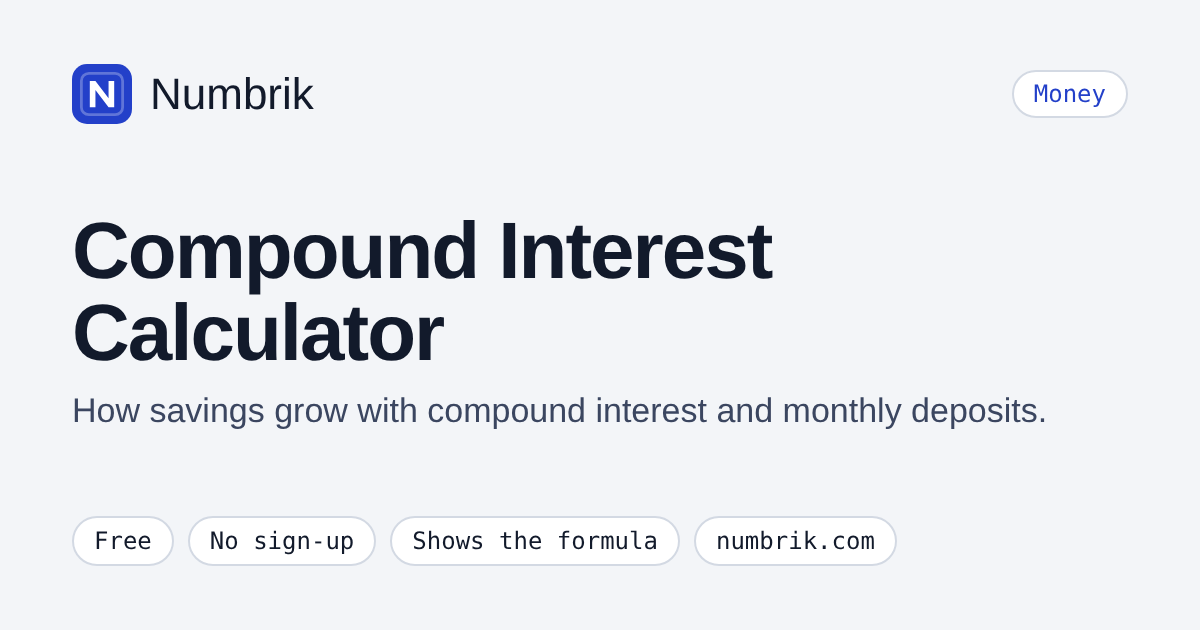 N Numbrik
Money
Compound Interest
Calculator
How savings grow with compound interest and monthly deposits.
Free
No sign-up
Shows the formula
numbrik.com